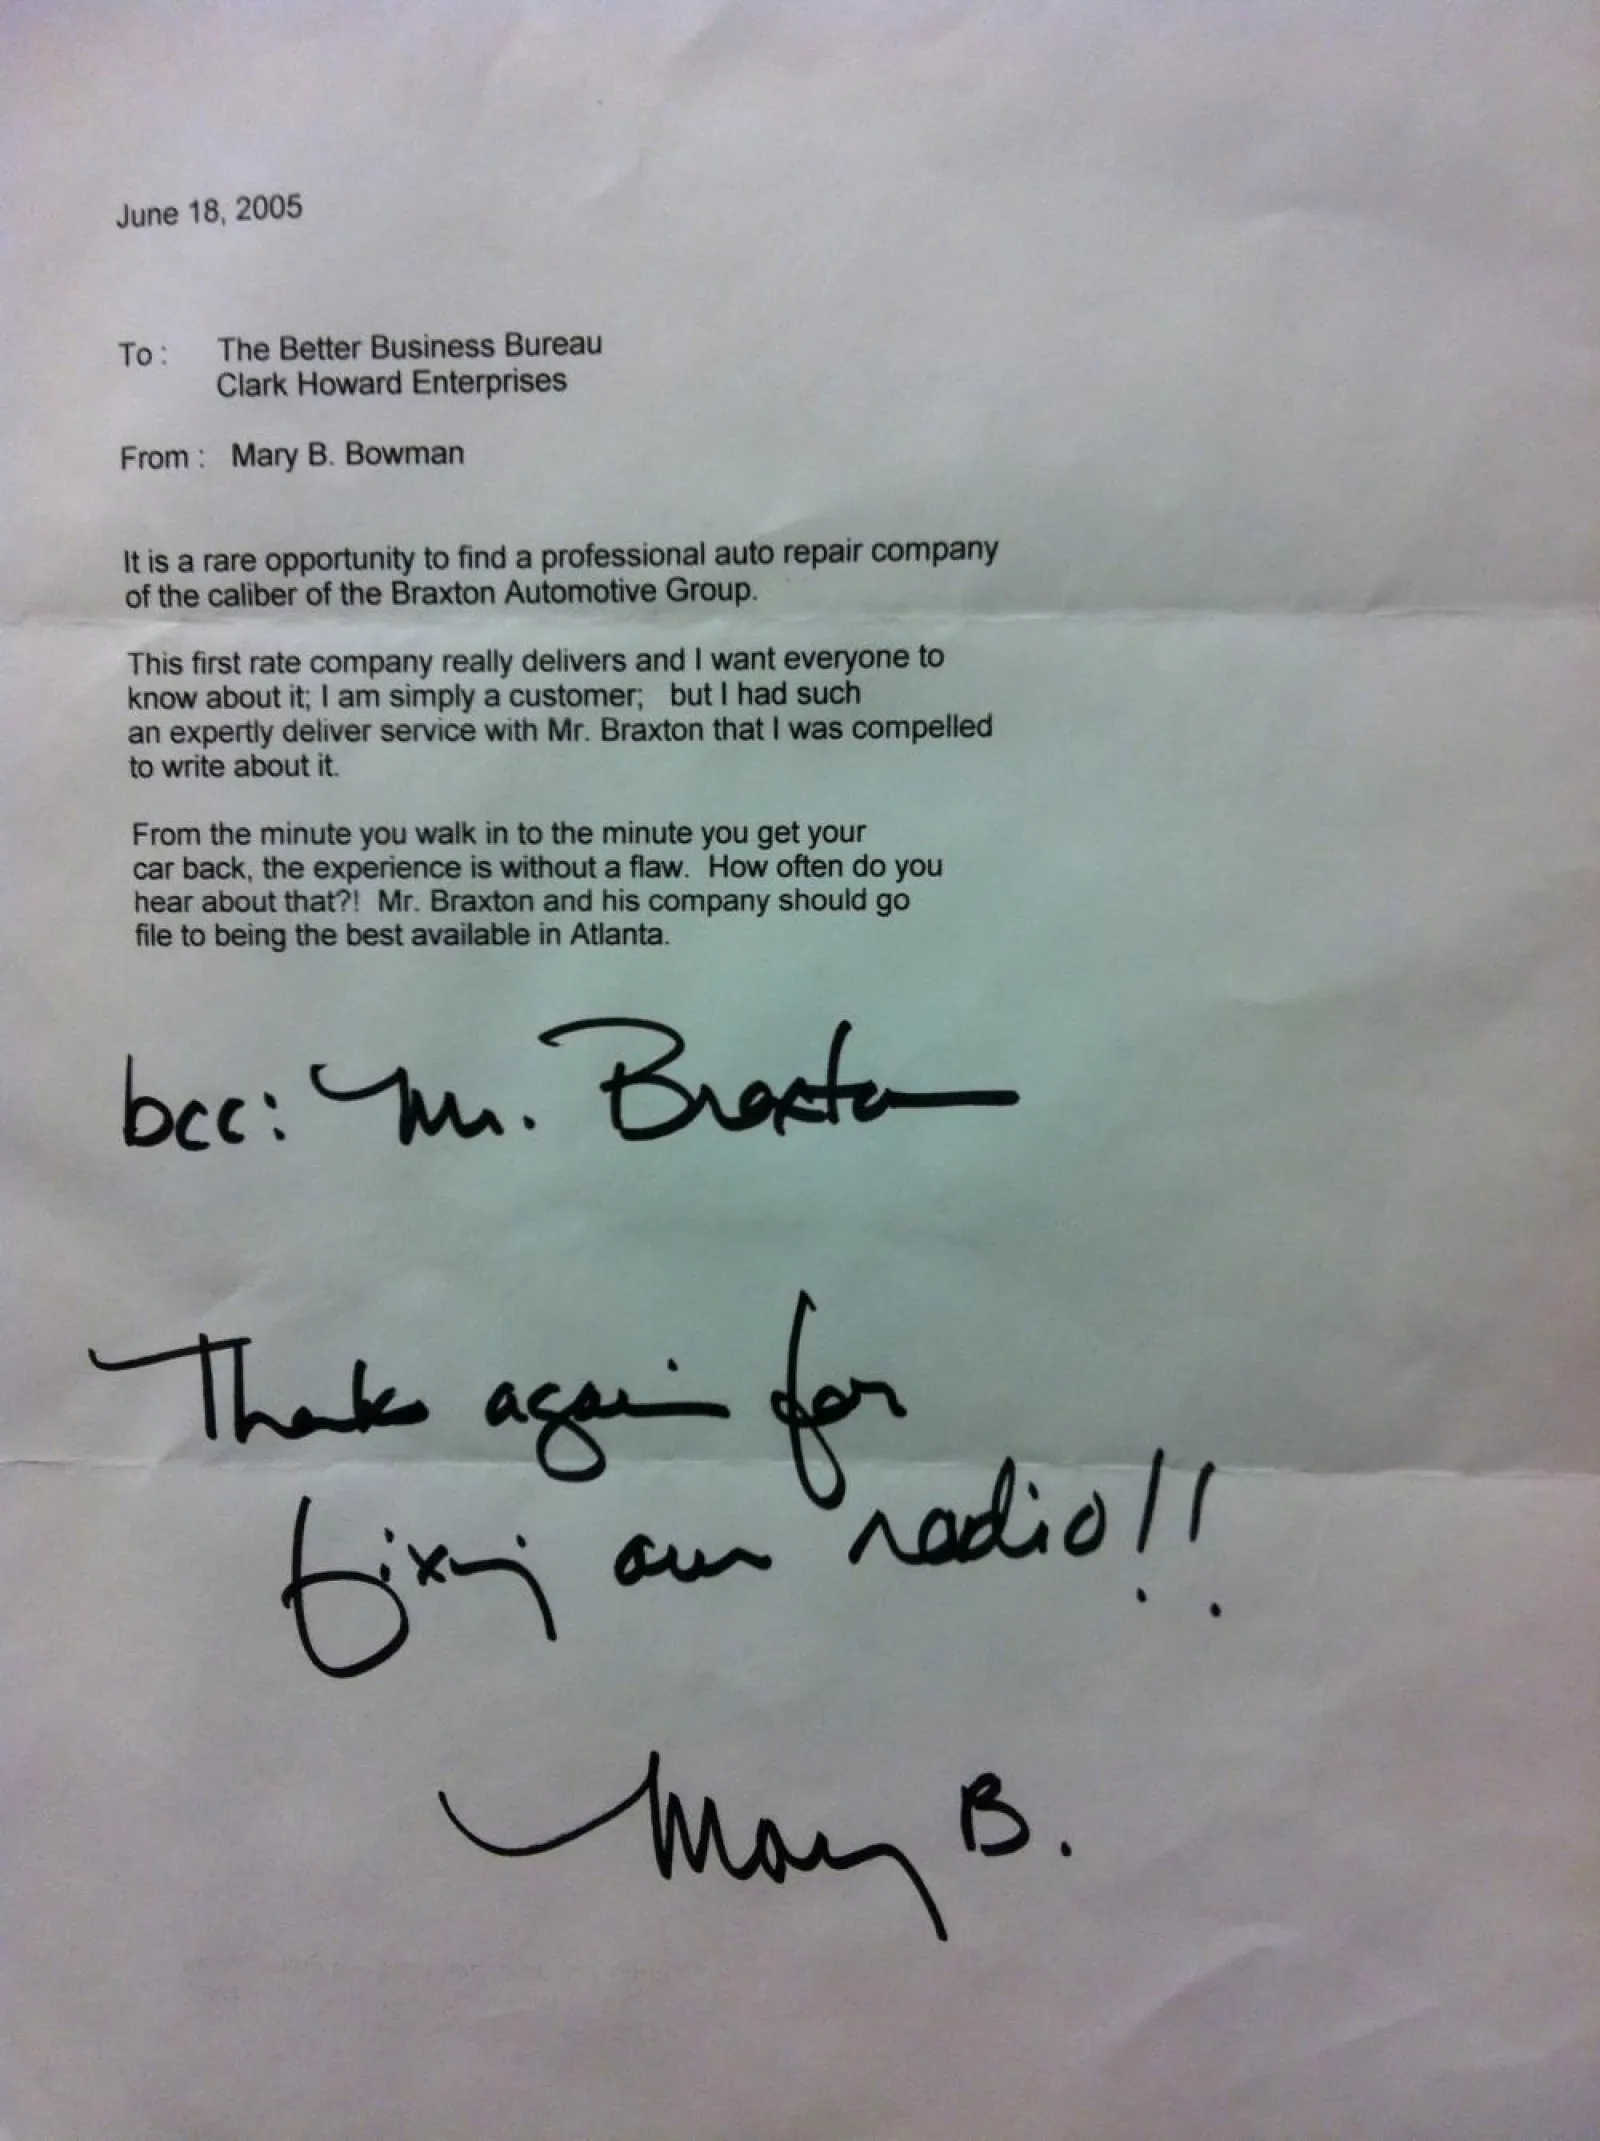 June 18, 2005
To : The Better Business Bureau
Clark Howard Enterprises
From : Mary B. Bowman
It is a rare opportunity to find a professional auto repair company
of the caliber of the Braxton Automotive Group.
This first rate company really delivers and I want everyone to
know about it; I am simply a customer; but I had such
an expertly deliver service with Mr. Braxton that I was compelled
to write about it.
From the minute you walk in to the minute you get your
car back, the experience is without a flaw. How often do you
hear about that?! Mr. Braxton and his company should go
file to being the best available in Atlanta.
bcc: Mr. Braxton
Thanks again for
fixing our radio!!
Mary B.